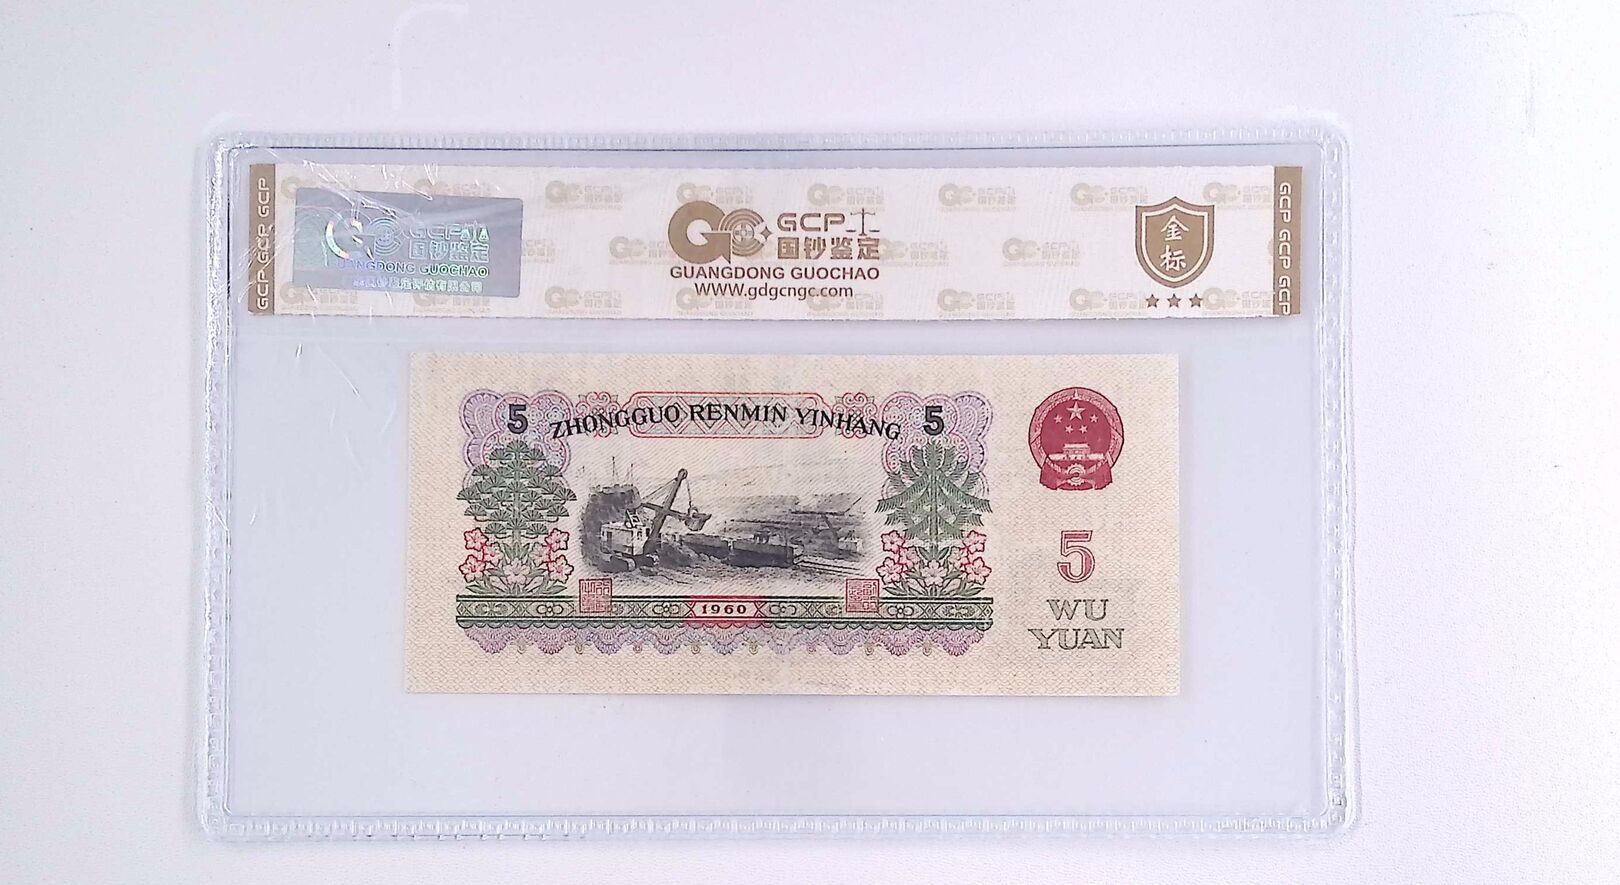 GCP GCP GCP
GCP
国钞鉴定
GUANGDONG GUOCHAO
GCP
国钞鉴定
GUANGDONG GUOCHAO
www.gdgcngc.com
金
标
GCP GCP GCP
5
ZHONGGUO RENMIN YINHANG
5
1960
5
WU
YUAN